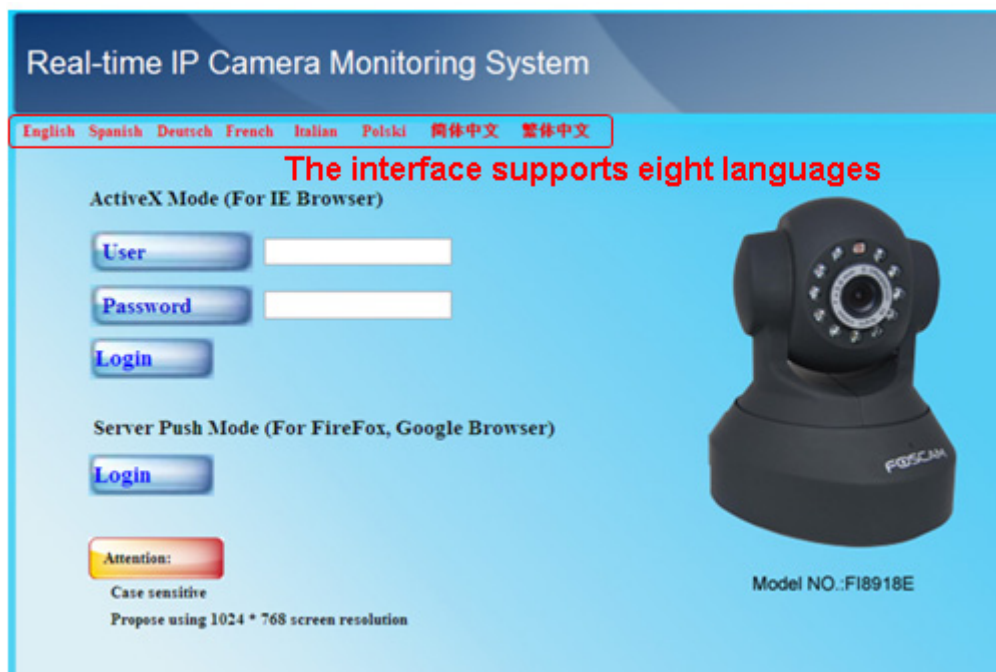 Real-time IP Camera Monitoring System
English Spanish Deutsch French Italian Polski 简体中文 繁体中文
The interface supports eight languages
ActiveX Mode (For IE Browser)
User
Password
Login
Server Push Mode (For FireFox, Google Browser)
Login
FOSCAM
Attention:
Case sensitive
Model NO.:FI8918E
Propose using 1024 * 768 screen resolution